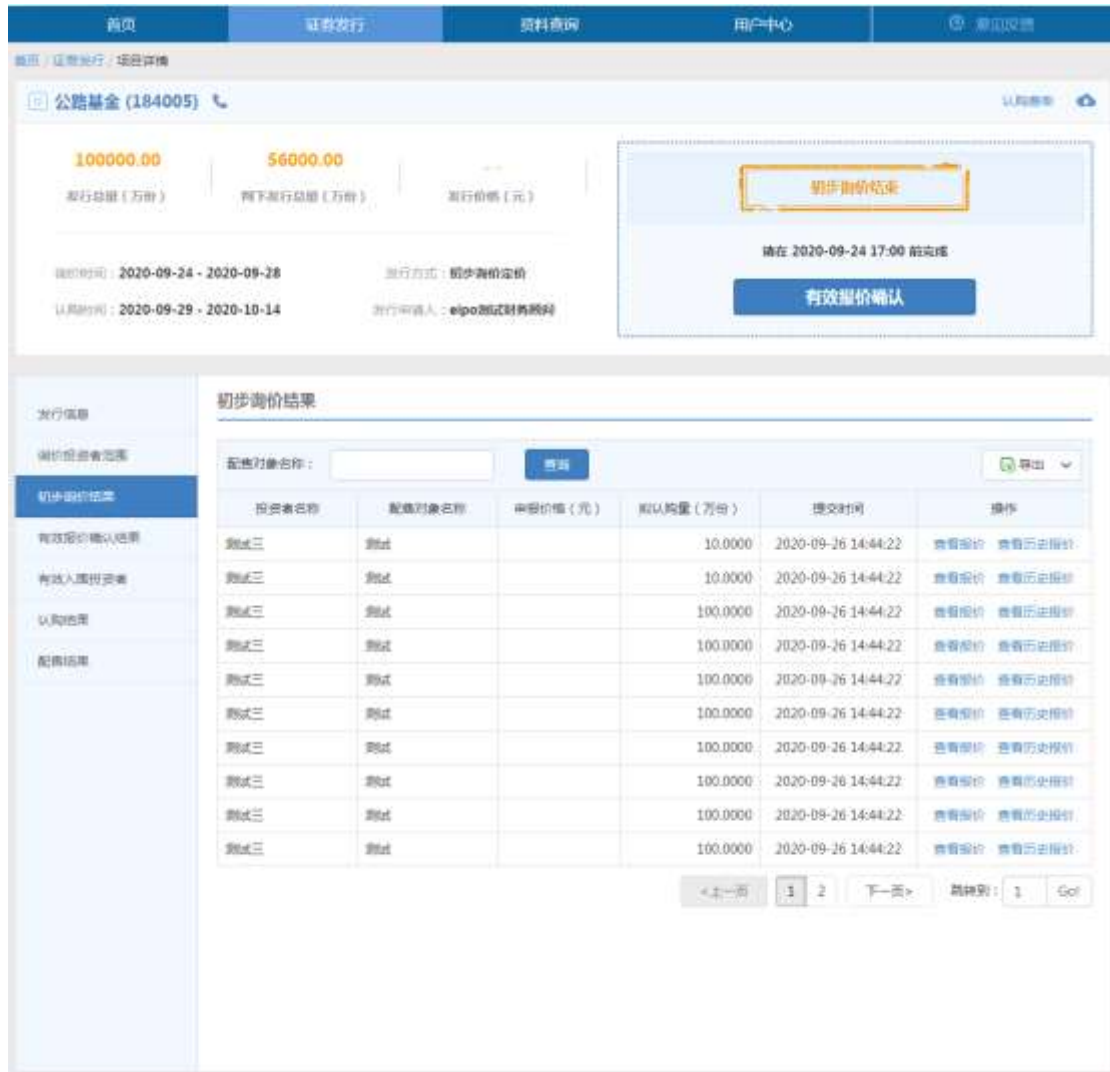 首页 证券发行 资料查询 用户中心 意见反馈
首页 / 证券发行 / 项目详情
公路基金 (184005)
100000.00 56000.00 --
发行总量（万份） 网下发行总量（万份） 发行价格（元）
初步询价结束
请在 2020-09-24 17:00 前完成
有效报价确认
询价时间：2020-09-24 - 2020-09-28 发行方式：初步询价定价
认购时间：2020-09-29 - 2020-10-14 发行申请人：eipo测试财务顾问
发行信息
询价投资者范围
初步询价结果
有效报价确认结果
有效入围投资者
认购结果
配售结果
初步询价结果
配售对象名称： 查询 导出
投资者名称 配售对象名称 申报价格（元） 拟认购量（万份） 提交时间 操作
测试三 测试 10.0000 2020-09-26 14:44:22 查看报价 查看历史报价
测试三 测试 10.0000 2020-09-26 14:44:22 查看报价 查看历史报价
测试三 测试 100.0000 2020-09-26 14:44:22 查看报价 查看历史报价
测试三 测试 100.0000 2020-09-26 14:44:22 查看报价 查看历史报价
测试三 测试 100.0000 2020-09-26 14:44:22 查看报价 查看历史报价
测试三 测试 100.0000 2020-09-26 14:44:22 查看报价 查看历史报价
测试三 测试 100.0000 2020-09-26 14:44:22 查看报价 查看历史报价
测试三 测试 100.0000 2020-09-26 14:44:22 查看报价 查看历史报价
测试三 测试 100.0000 2020-09-26 14:44:22 查看报价 查看历史报价
测试三 测试 100.0000 2020-09-26 14:44:22 查看报价 查看历史报价
<上一页 1 2 下一页> 跳转到： 1 Go!